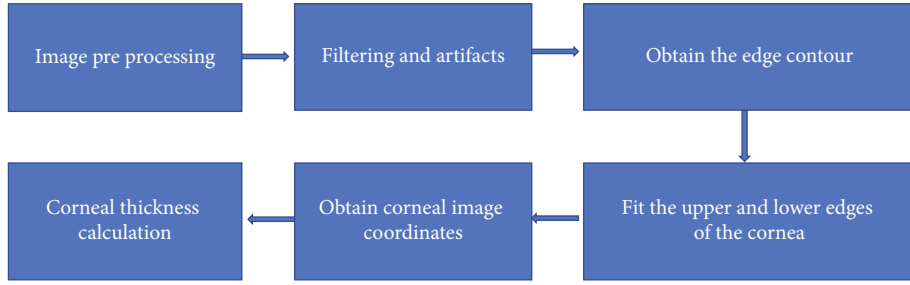 Image pre processing
Filtering and artifacts
Obtain the edge contour
Fit the upper and lower edges
of the cornea
Obtain corneal image
coordinates
Corneal thickness
calculation